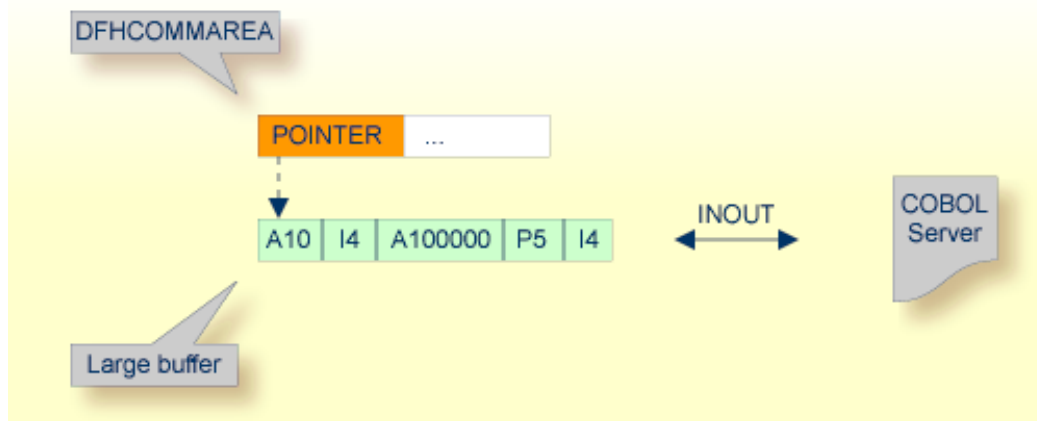 DFHCOMMAREA
POINTER ...
A10 I4 A100000 P5 I4
INOUT
COBOL
Server
Large buffer